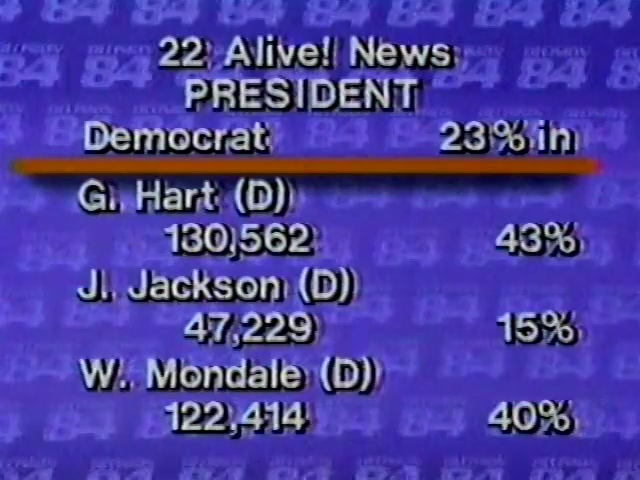 22 Alive! News
PRESIDENT
Democrat 23% in
G. Hart (D)
130,562 43%
J. Jackson (D)
47,229 15%
W. Mondale (D)
122,414 40%